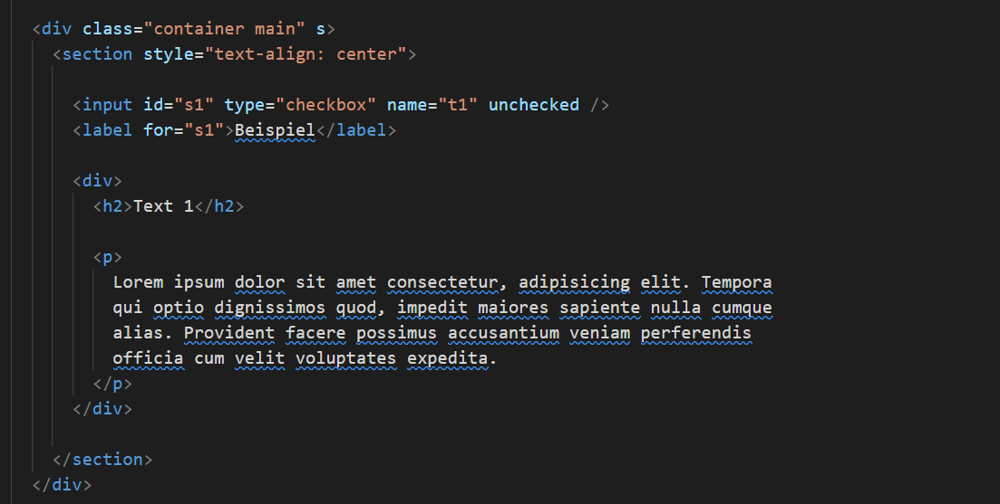 <div class="container main" s>
<section style="text-align: center">
<input id="s1" type="checkbox" name="t1" unchecked />
<label for="s1">Beispiel</label>
<div>
<h2>Text 1</h2>
<p>
Lorem ipsum dolor sit amet consectetur, adipisicing elit. Tempora
qui optio dignissimos quod, impedit maiores sapiente nulla cumque
alias. Provident facere possimus accusantium veniam perferendis
officia cum velit voluptates expedita.
</p>
</div>
</section>
</div>